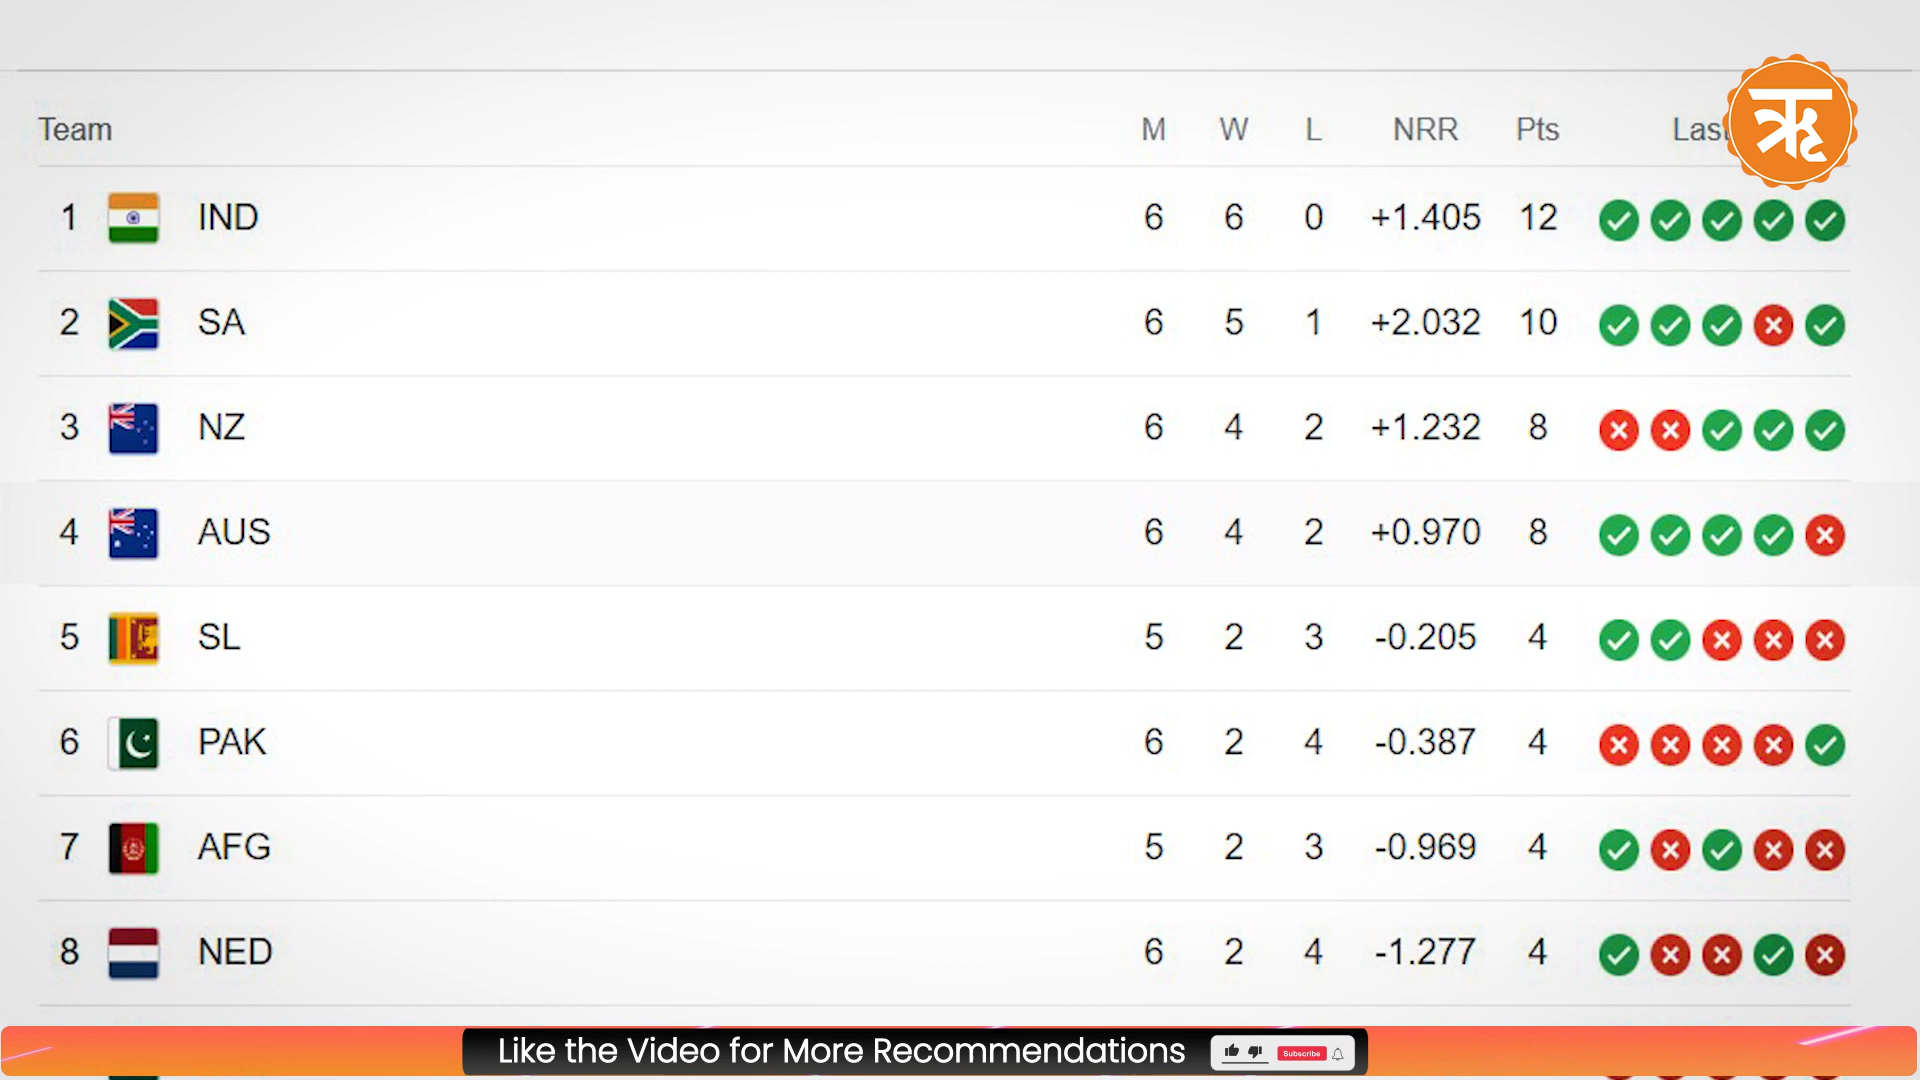 Team M W L NRR Pts Las
ऋ
1 IND 6 6 0 +1.405 12
2 SA 6 5 1 +2.032 10
3 NZ 6 4 2 +1.232 8
4 AUS 6 4 2 +0.970 8
5 SL 5 2 3 -0.205 4
6 PAK 6 2 4 -0.387 4
7 AFG 5 2 3 -0.969 4
8 NED 6 2 4 -1.277 4
Like the Video for More Recommendations Subscribe